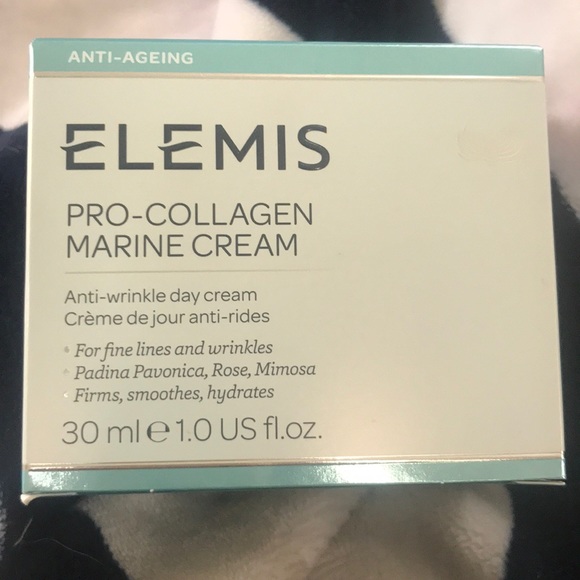 ANTI-AGEING
ELEMIS
PRO-COLLAGEN
MARINE CREAM
Anti-wrinkle day cream
Crème de jour anti-rides
• For fine lines and wrinkles
• Padina Pavonica, Rose, Mimosa
• Firms, smoothes, hydrates
30 ml ℮ 1.0 US fl.oz.